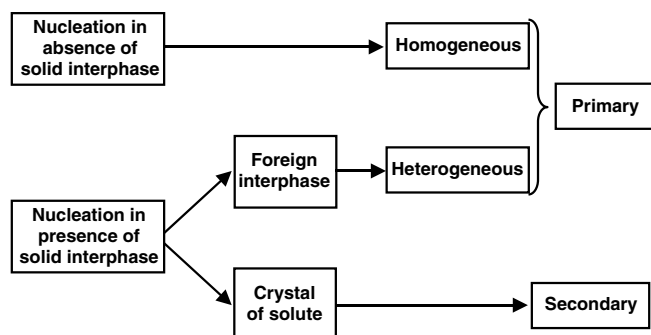 Nucleation in
absence of
solid interphase
Homogeneous
Primary
Foreign
interphase
Heterogeneous
Nucleation in
presence of
solid interphase
Crystal
of solute
Secondary